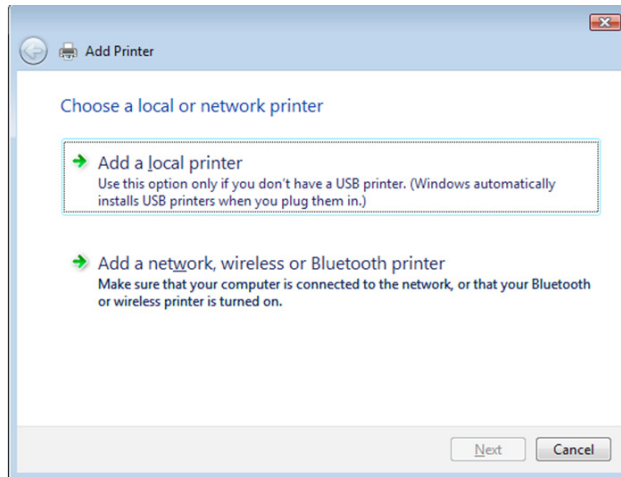 Add Printer
Choose a local or network printer
Add a local printer
Use this option only if you don't have a USB printer. (Windows automatically
installs USB printers when you plug them in.)
Add a network, wireless or Bluetooth printer
Make sure that your computer is connected to the network, or that your Bluetooth
or wireless printer is turned on.
Next Cancel